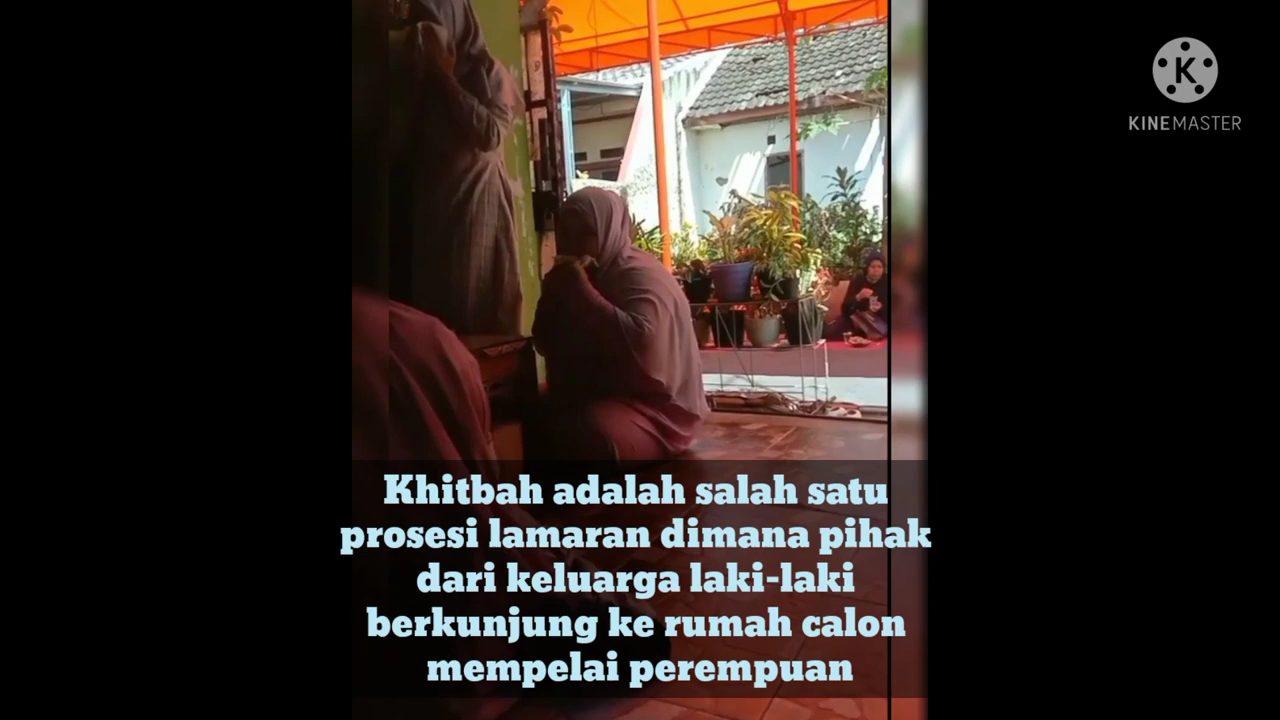 K
KINEMASTER
Khitbah adalah salah satu
prosesi lamaran dimana pihak
dari keluarga laki-laki
berkunjung ke rumah calon
mempelai perempuan